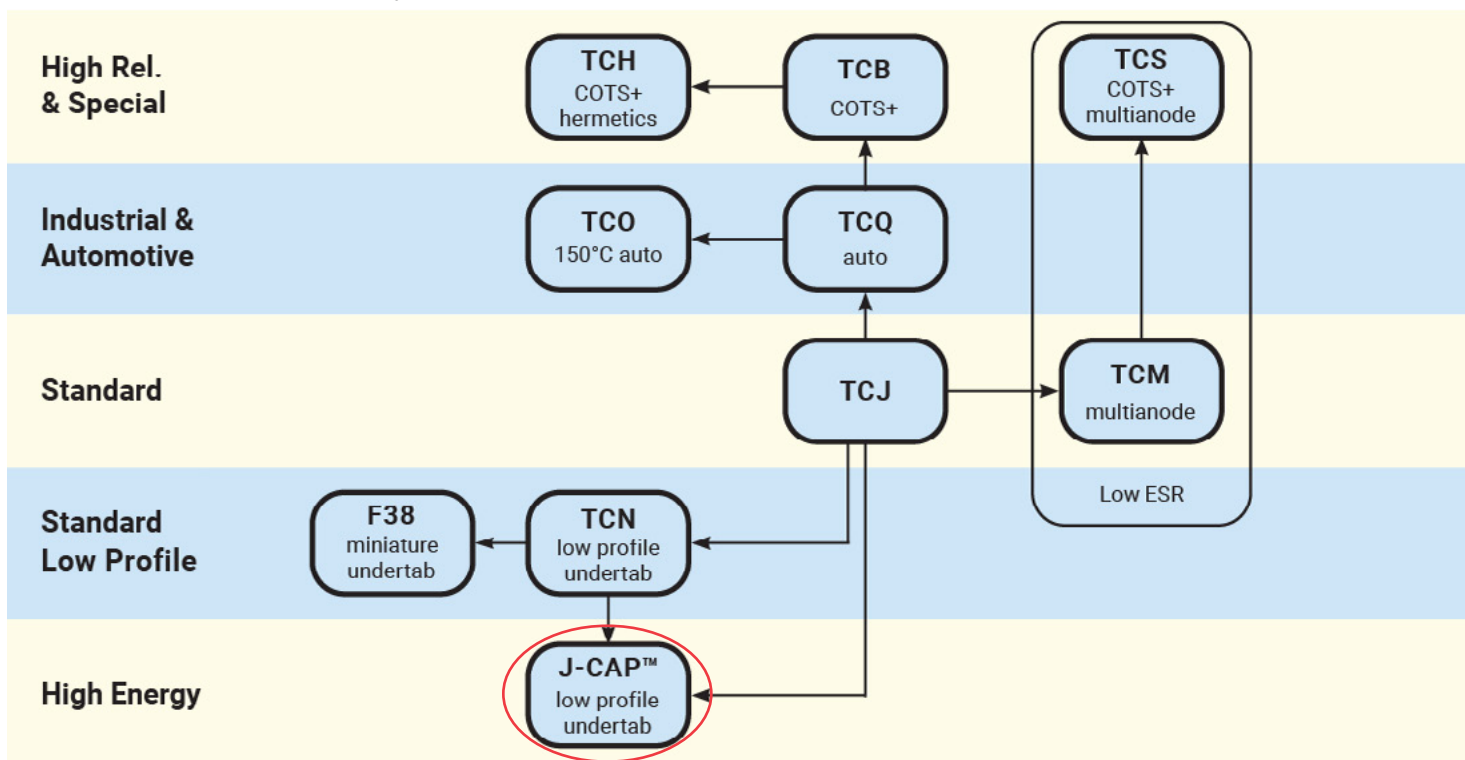 High Rel.
& Special
TCH
COTS+
hermetics
TCB
COTS+
TCS
COTS+
multianode
Industrial &
Automotive
TCO
150°C auto
TCQ
auto
Standard
TCJ
TCM
multianode
Low ESR
Standard
Low Profile
F38
miniature
undertab
TCN
low profile
undertab
High Energy
J-CAP™
low profile
undertab